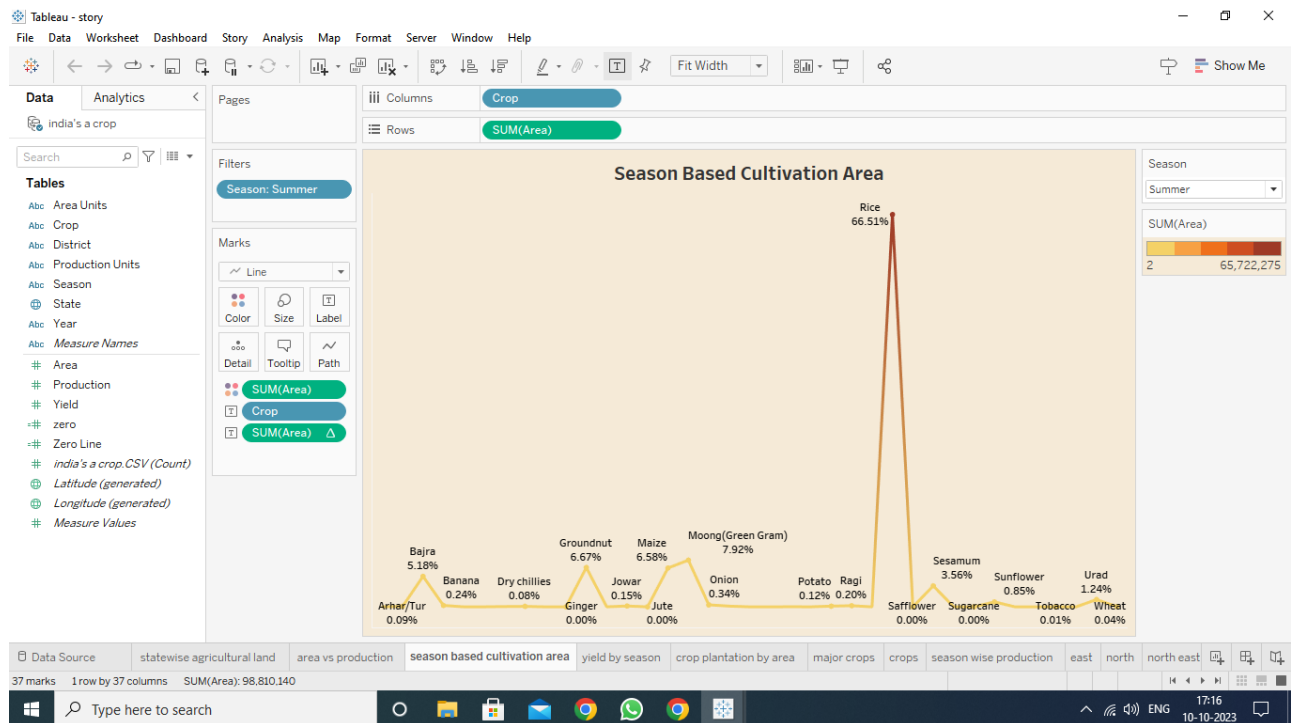 Tableau - story
File Data Worksheet Dashboard Story Analysis Map Format Server Window Help
Fit Width
Show Me
Data Analytics
india's a crop
Search
Tables
Abc Area Units
Abc Crop
Abc District
Abc Production Units
Abc Season
State
Abc Year
Abc Measure Names
# Area
# Production
# Yield
=# zero
=# Zero Line
# india's a crop.CSV (Count)
Latitude (generated)
Longitude (generated)
# Measure Values
Pages
Filters
Season: Summer
Marks
Line
Color Size Label
Detail Tooltip Path
SUM(Area)
Crop
SUM(Area) Δ
iii Columns Crop
Rows SUM(Area)
Season Based Cultivation Area
Rice
66.51%
Bajra
5.18%
Banana
0.24%
Dry chillies
0.08%
Groundnut
6.67%
Jowar
0.15%
Maize
6.58%
Moong(Green Gram)
7.92%
Onion
0.34%
Potato
0.12%
Ragi
0.20%
Sesamum
3.56%
Sunflower
0.85%
Urad
1.24%
Arhar/Tur
0.09%
Ginger
0.00%
Jute
0.00%
Safflower
0.00%
Sugarcane
0.00%
Tobacco
0.01%
Wheat
0.04%
Season
Summer
SUM(Area)
2 65,722,275
Data Source statewise agricultural land area vs production season based cultivation area yield by season crop plantation by area major crops crops season wise production east north north east
37 marks 1 row by 37 columns SUM(Area): 98,810,140
Type here to search
ENG
17:16
10-10-2023